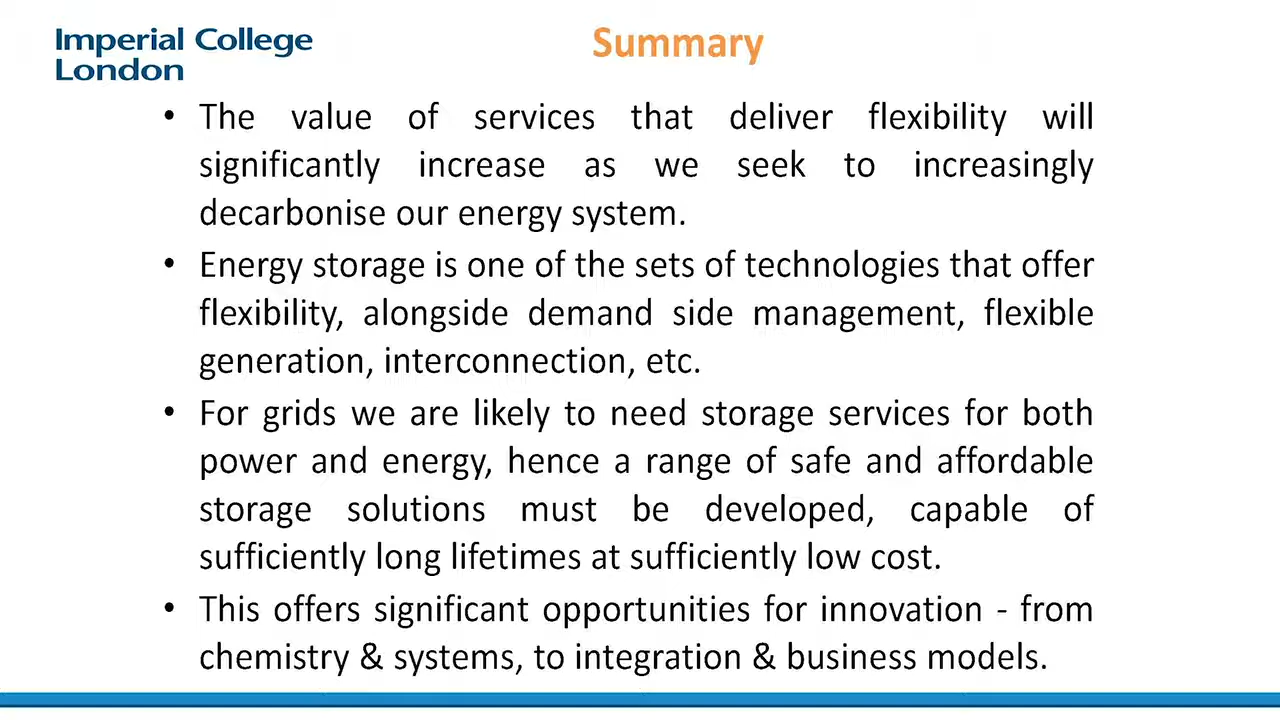 Imperial College
London
Summary
• The value of services that deliver flexibility will
significantly increase as we seek to increasingly
decarbonise our energy system.
• Energy storage is one of the sets of technologies that offer
flexibility, alongside demand side management, flexible
generation, interconnection, etc.
• For grids we are likely to need storage services for both
power and energy, hence a range of safe and affordable
storage solutions must be developed, capable of
sufficiently long lifetimes at sufficiently low cost.
• This offers significant opportunities for innovation - from
chemistry & systems, to integration & business models.